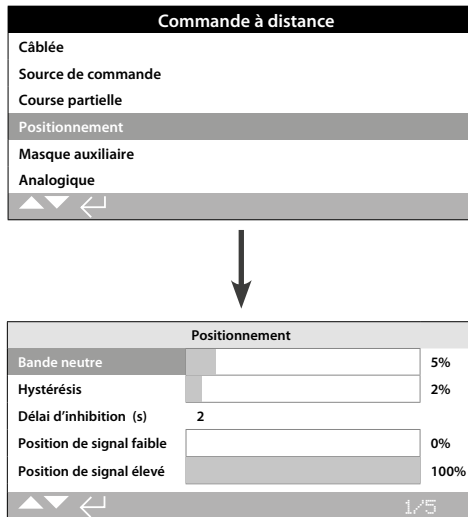 Commande à distance
Câblée
Source de commande
Course partielle
Positionnement
Masque auxiliaire
Analogique
Positionnement
Bande neutre 5%
Hystérésis 2%
Délai d'inhibition (s) 2
Position de signal faible 0%
Position de signal élevé 100%
1/5